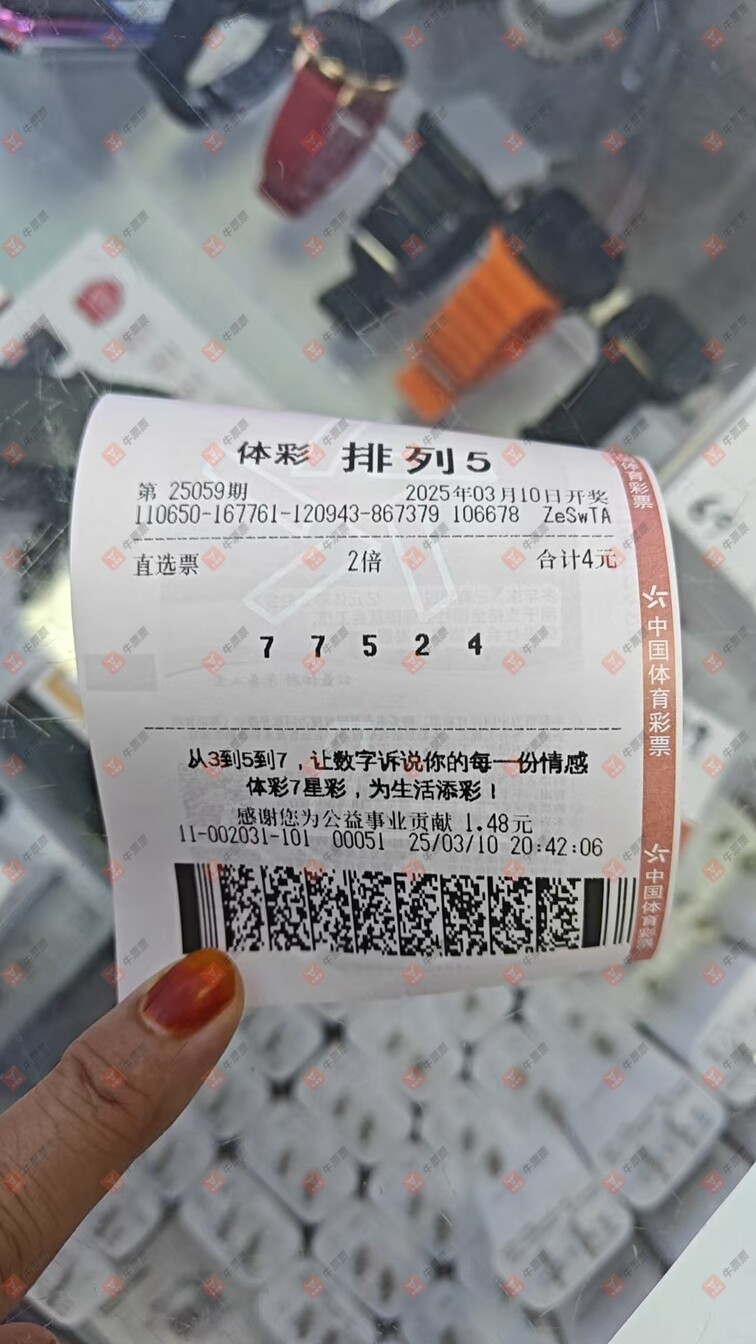 体彩 排列5
第 25059期 2025年03月10日开奖
110650-167761-120943-867379 106678 ZeSwTA
直选票 2倍 合计4元
7 7 5 2 4
从3到5到7，让数字诉说你的每一份情感
体彩7星彩，为生活添彩！
感谢您为公益事业贡献 1.48元
11-002031-101 00051 25/03/10 20:42:06
体育彩票
中国体育彩票
中国体育彩票
牛票票